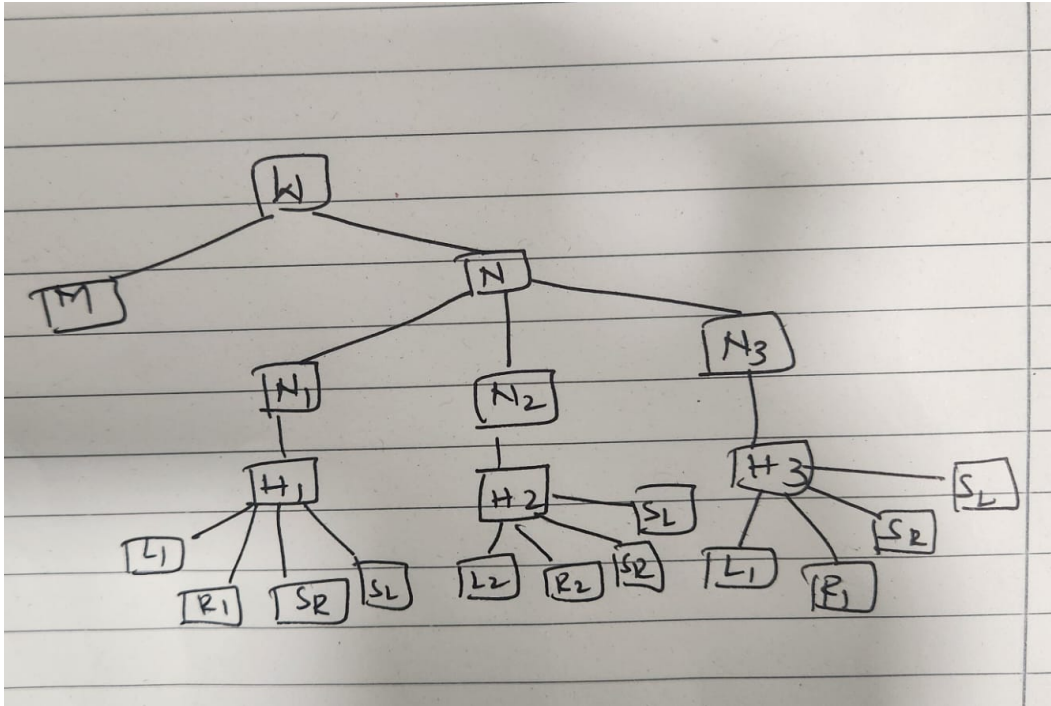 W
M N
N1 N2 N3
H1 H2 H3
L1 R1 SR SL
L2 R2 SR SL
L1 R1 SR SL